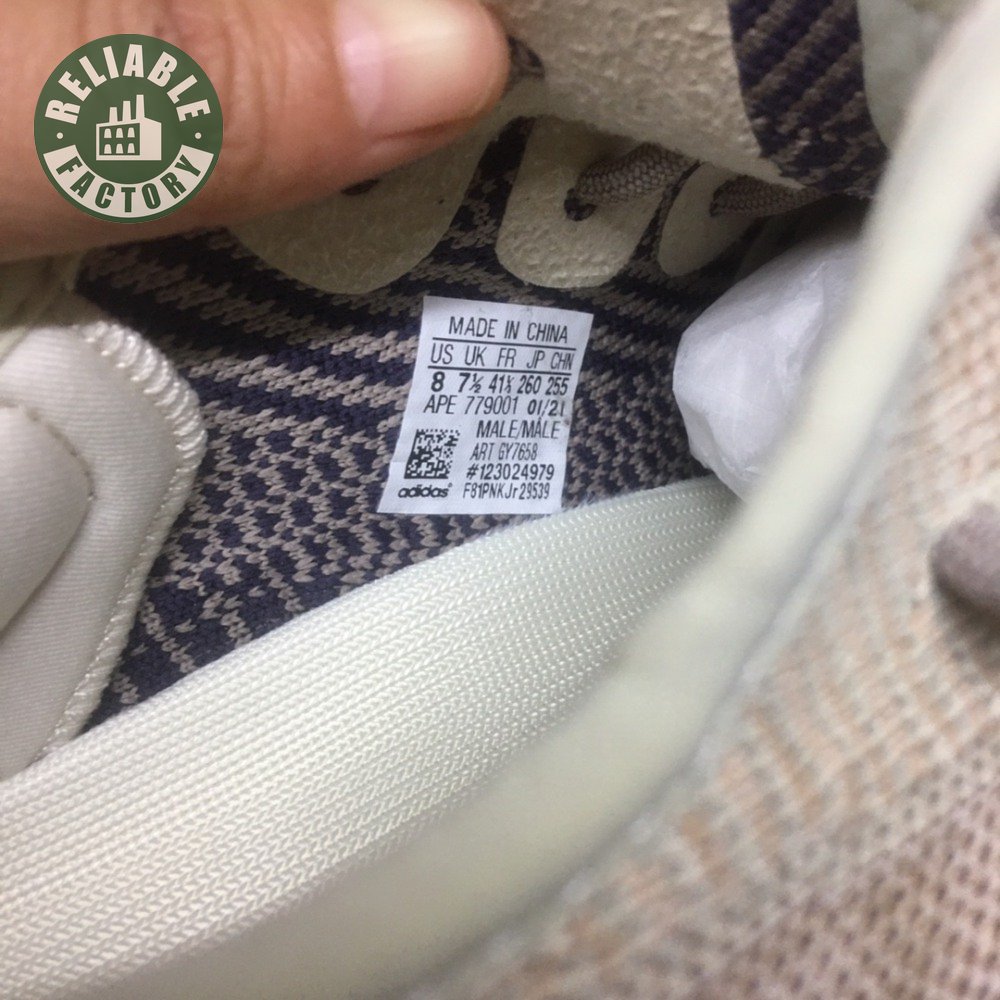 RELIABLE
FACTORY
MADE IN CHINA
US UK FR JP CHN
8 7½ 41⅓ 260 255
APE 779001 01/21
MALE/MALE
ART GY7658
#123024979
adidas® F81PNKJr29539